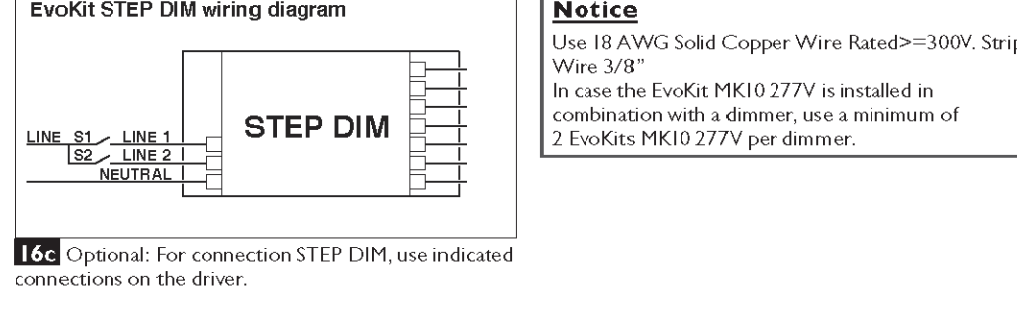 EvoKit STEP DIM wiring diagram
LINE S1 LINE 1
S2 LINE 2
NEUTRAL
STEP DIM
16c Optional: For connection STEP DIM, use indicated
connections on the driver.
Notice
Use 18 AWG Solid Copper Wire Rated>=300V. Strip
Wire 3/8”
In case the EvoKit MK10 277V is installed in
combination with a dimmer, use a minimum of
2 EvoKits MK10 277V per dimmer.